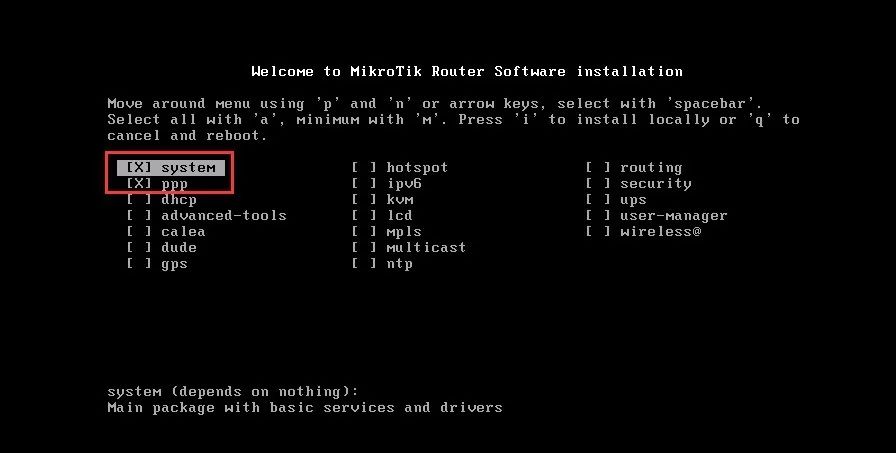 Welcome to MikroTik Router Software installation
Move around menu using 'p' and 'n' or arrow keys, select with 'spacebar'.
Select all with 'a', minimum with 'm'. Press 'i' to install locally or 'q' to
cancel and reboot.
[X] system [ ] hotspot [ ] routing
[X] ppp [ ] ipv6 [ ] security
[ ] dhcp [ ] kvm [ ] ups
[ ] advanced-tools [ ] lcd [ ] user-manager
[ ] calea [ ] mpls [ ] wireless@
[ ] dude [ ] multicast
[ ] gps [ ] ntp
system (depends on nothing):
Main package with basic services and drivers